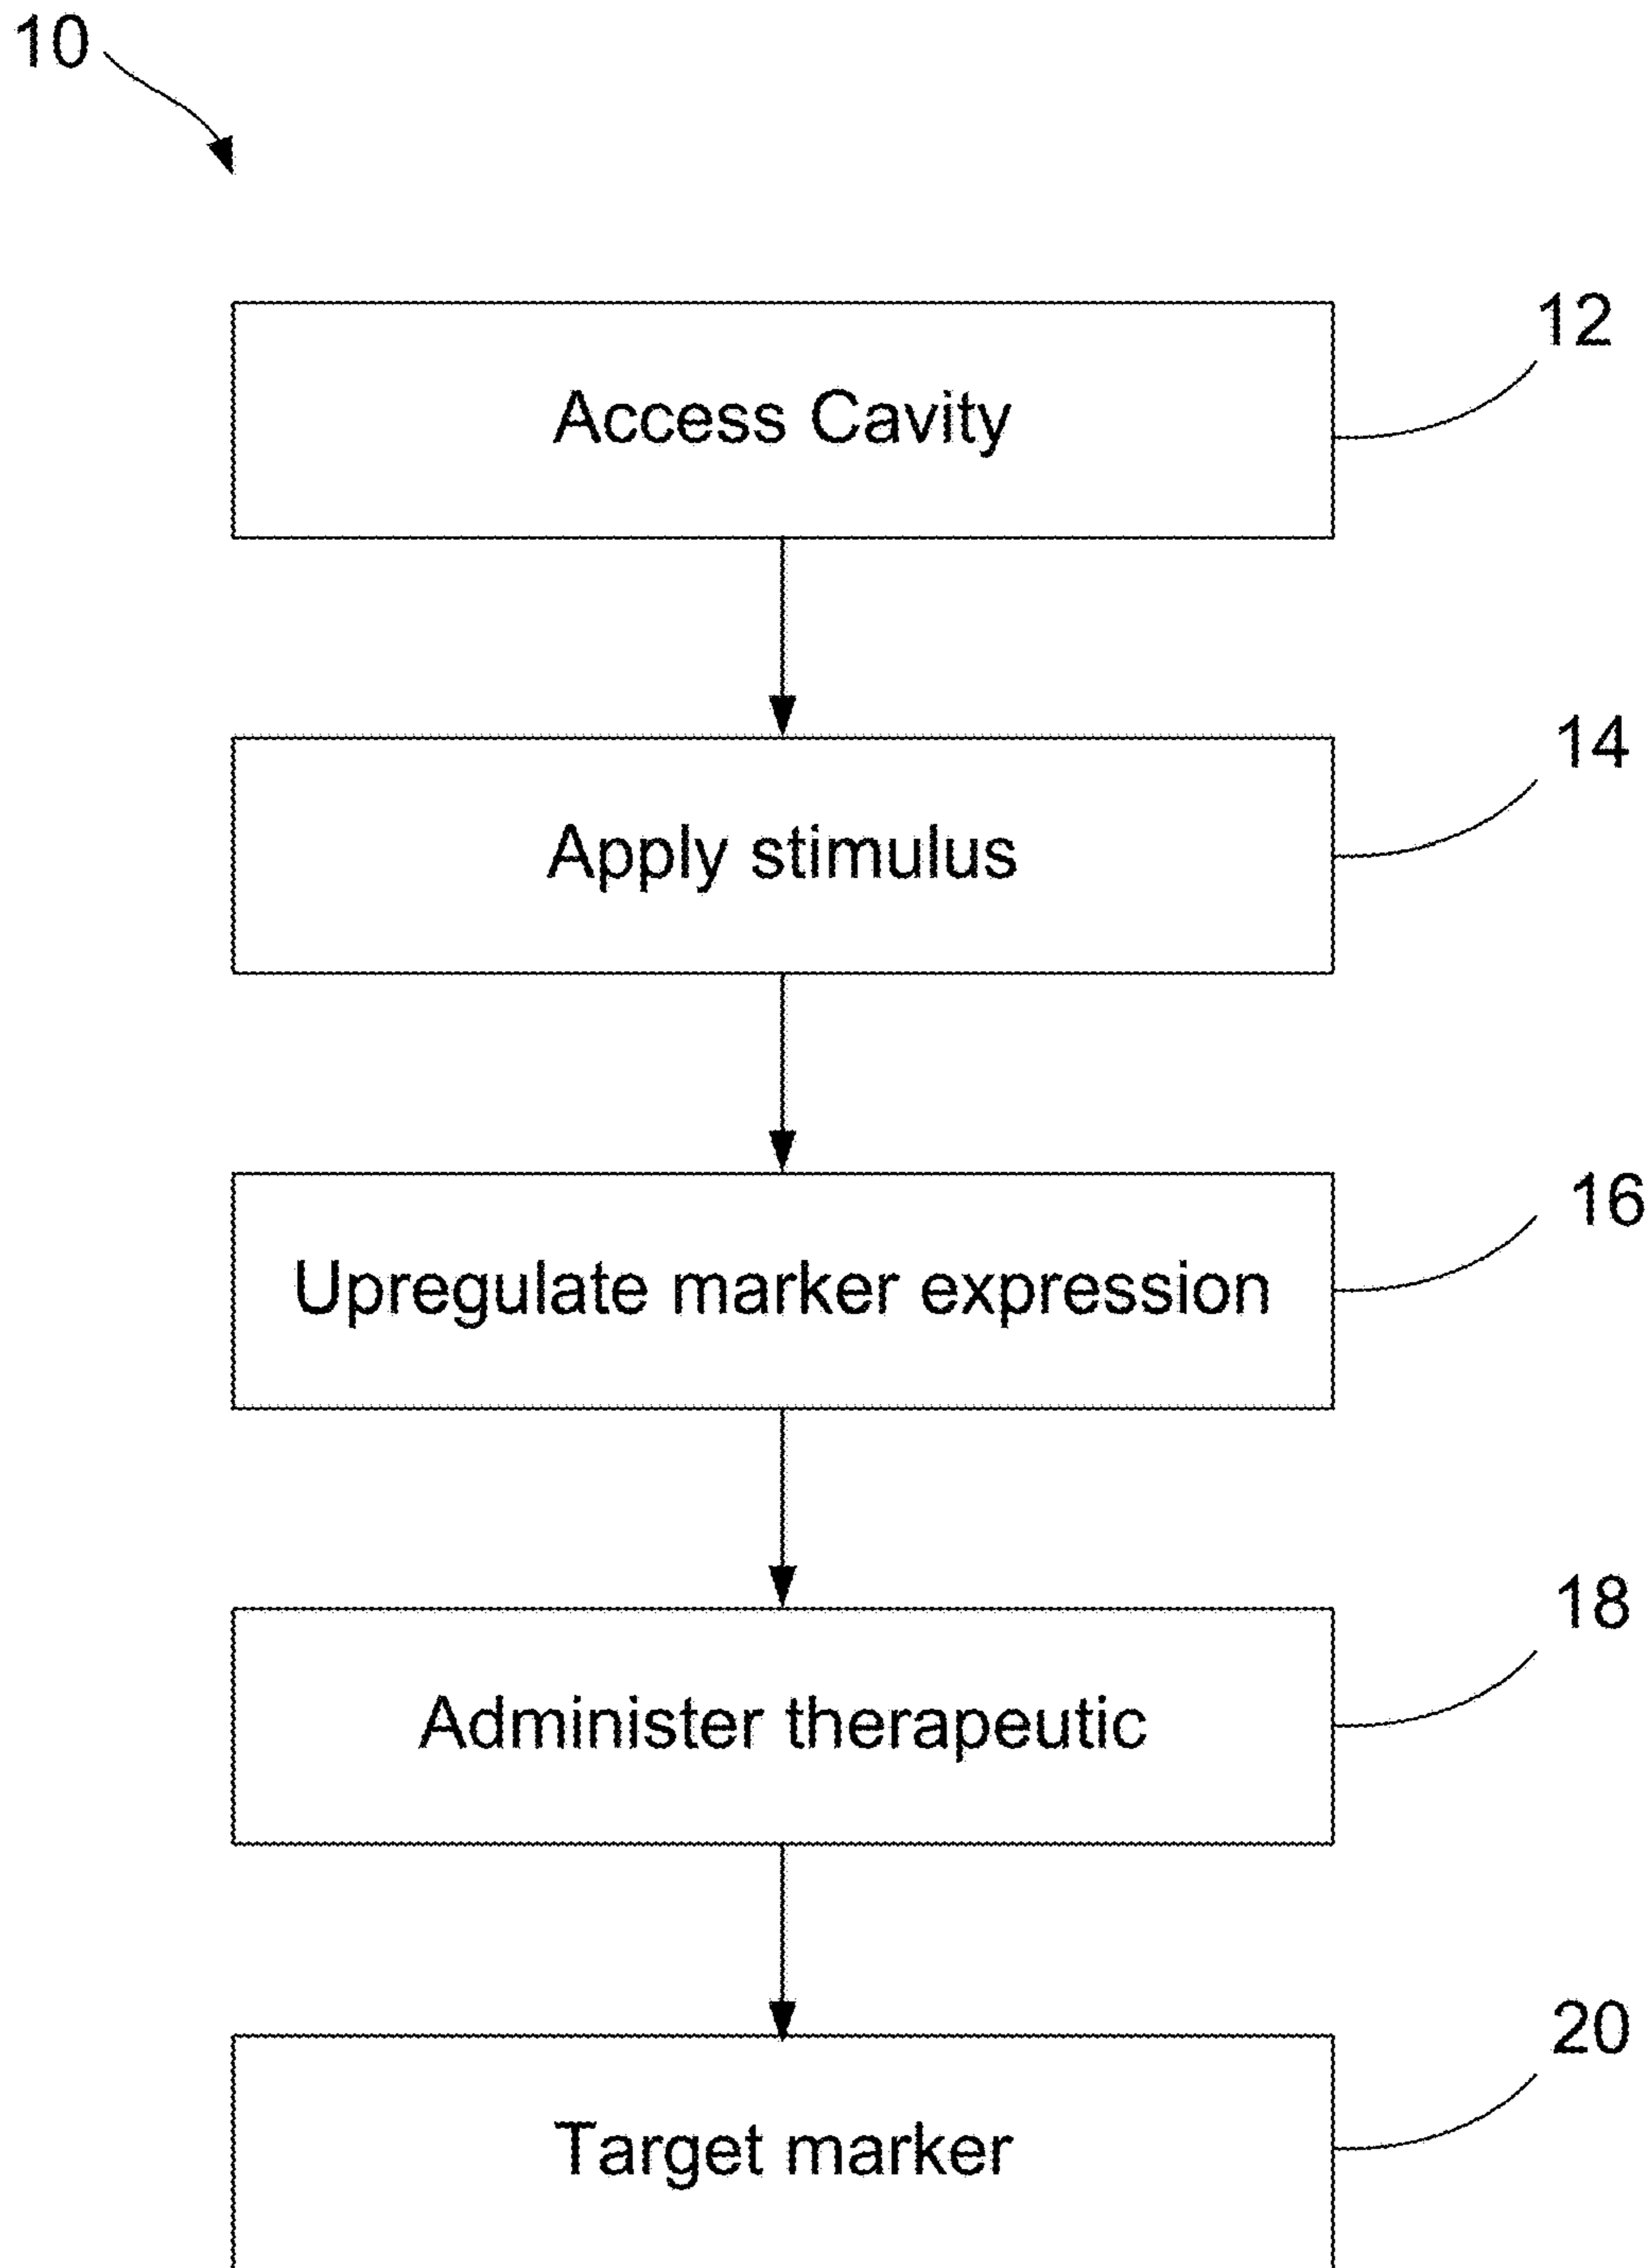 10
12
Access Cavity
14
Apply stimulus
16
Upregulate marker expression
18
Administer therapeutic
20
Target marker